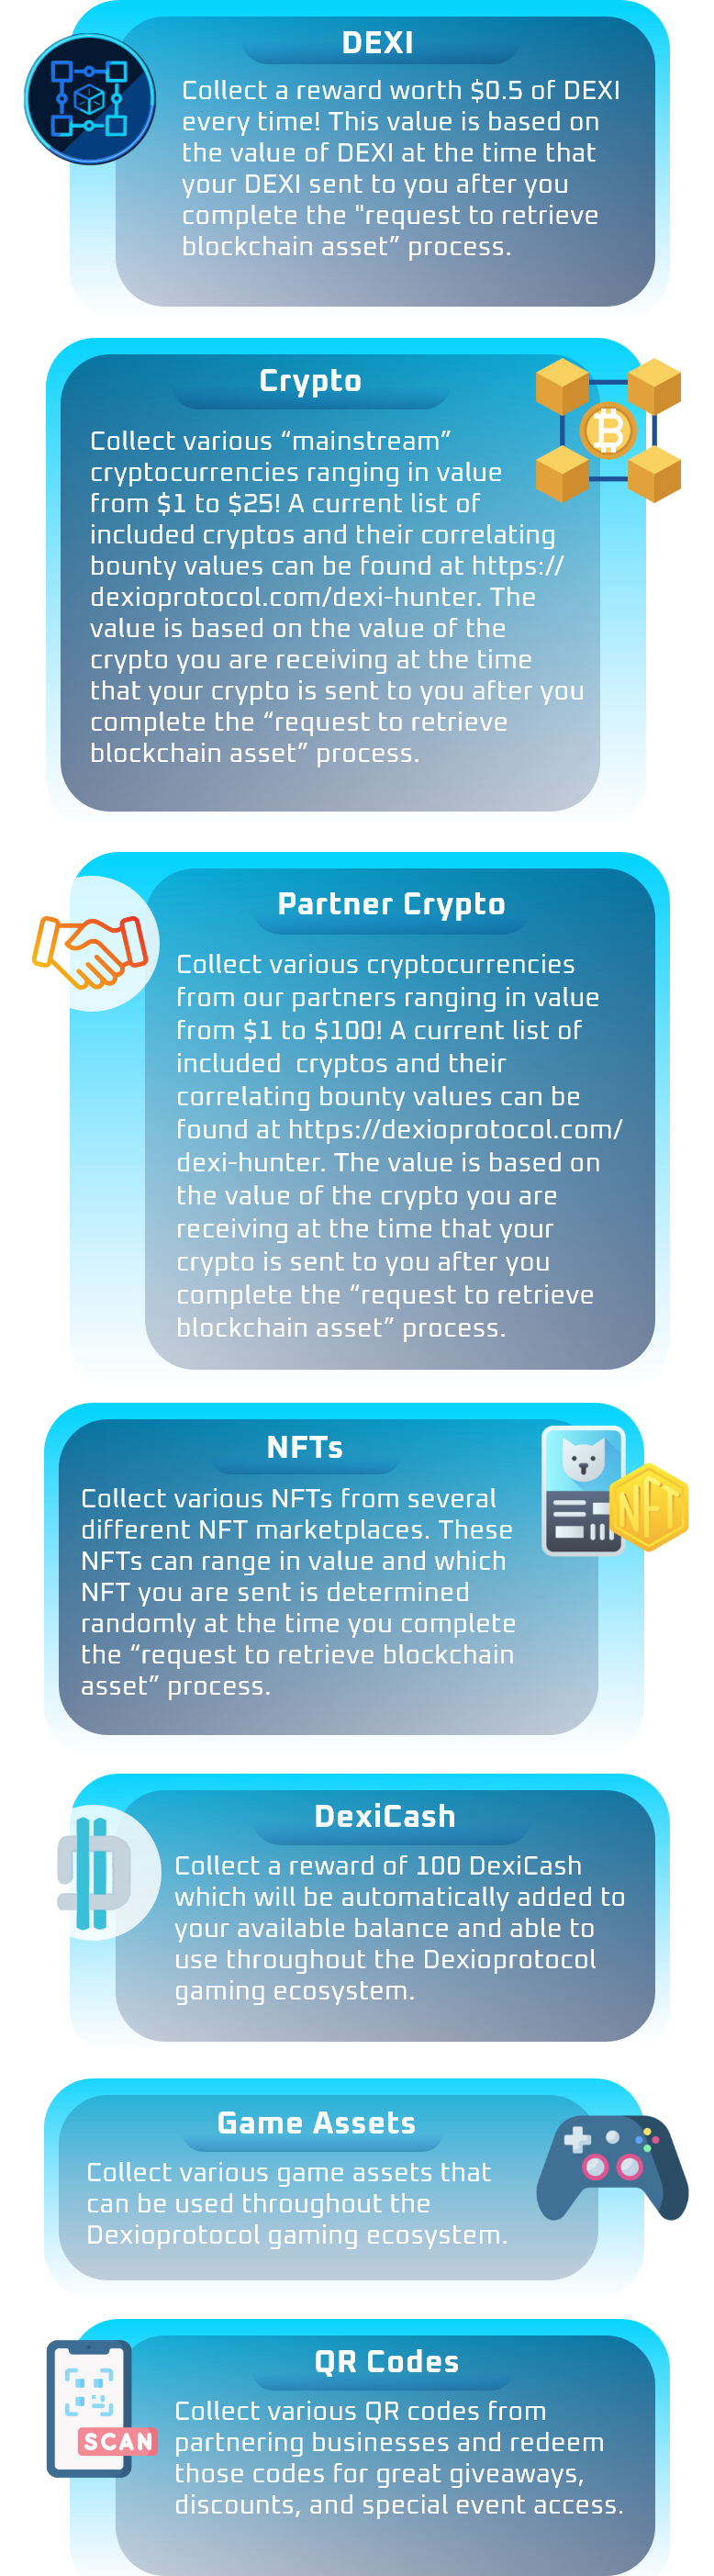 DEXI
Collect a reward worth $0.5 of DEXI
every time! This value is based on
the value of DEXI at the time that
your DEXI sent to you after you
complete the "request to retrieve
blockchain asset” process.
Crypto
Collect various “mainstream”
cryptocurrencies ranging in value
from $1 to $25! A current list of
included cryptos and their correlating
bounty values can be found at https://
dexioprotocol.com/dexi-hunter. The
value is based on the value of the
crypto you are receiving at the time
that your crypto is sent to you after you
complete the “request to retrieve
blockchain asset” process.
Partner Crypto
Collect various cryptocurrencies
from our partners ranging in value
from $1 to $100! A current list of
included  cryptos and their
correlating bounty values can be
found at https://dexioprotocol.com/
dexi-hunter. The value is based on
the value of the crypto you are
receiving at the time that your
crypto is sent to you after you
complete the “request to retrieve
blockchain asset” process.
NFTs
NFT
Collect various NFTs from several
different NFT marketplaces. These
NFTs can range in value and which
NFT you are sent is determined
randomly at the time you complete
the “request to retrieve blockchain
asset” process.
DexiCash
Collect a reward of 100 DexiCash
which will be automatically added to
your available balance and able to
use throughout the Dexioprotocol
gaming ecosystem.
Game Assets
Collect various game assets that
can be used throughout the
Dexioprotocol gaming ecosystem.
QR Codes
SCAN
Collect various QR codes from
partnering businesses and redeem
those codes for great giveaways,
discounts, and special event access.